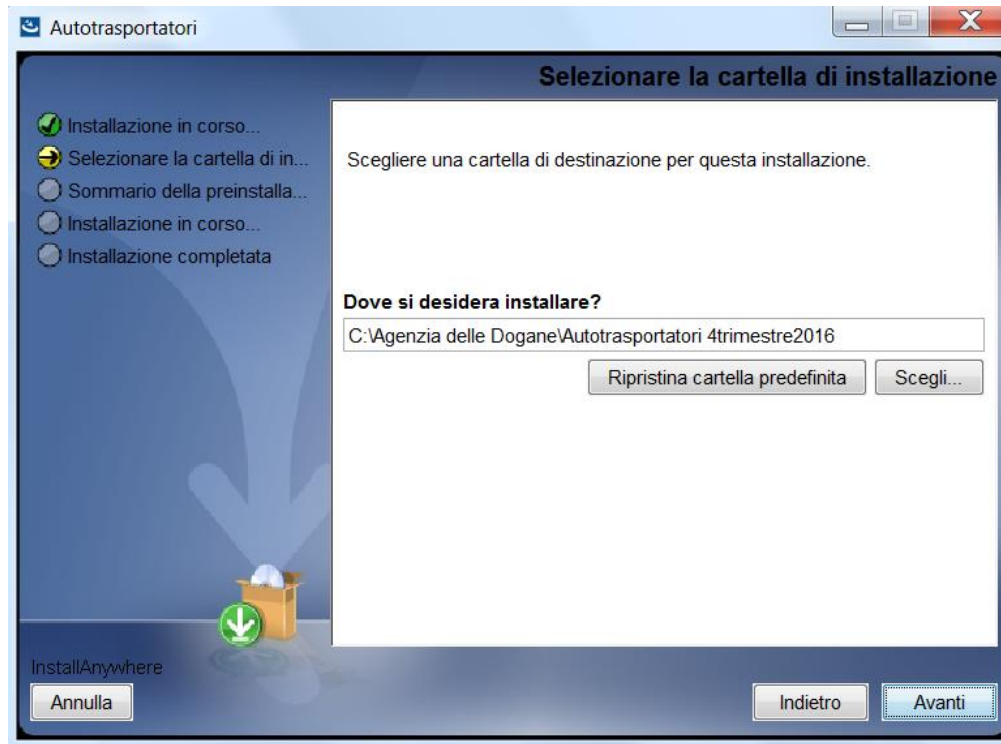 Autotrasportatori
Selezionare la cartella di installazione
Installazione in corso...
Selezionare la cartella di in...
Sommario della preinstalla...
Installazione in corso...
Installazione completata
Scegliere una cartella di destinazione per questa installazione.
Dove si desidera installare?
C:\Agenzia delle Dogane\Autotrasportatori 4trimestre2016
Ripristina cartella predefinita
Scegli...
InstallAnywhere
Annulla
Indietro
Avanti